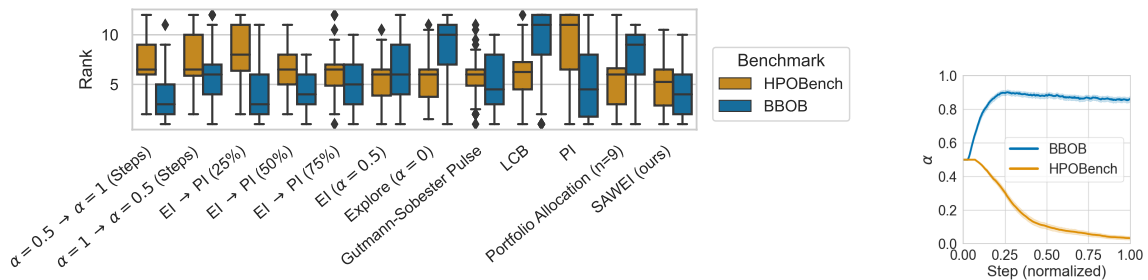 Rank
10
5
α = 0.5 → α = 1 (Steps)
α = 1 → α = 0.5 (Steps)
EI → PI (25%)
EI → PI (50%)
EI → PI (75%)
EI (α = 0.5)
Explore (α = 0)
Gutmann-Sobester Pulse
LCB
PI
Portfolio Allocation (n=9)
SAWEI (ours)
Benchmark
HPOBench
BBOB
α
1.0
0.8
0.6
0.4
0.2
0.0
BBOB
HPOBench
0.00 0.25 0.50 0.75 1.00
Step (normalized)